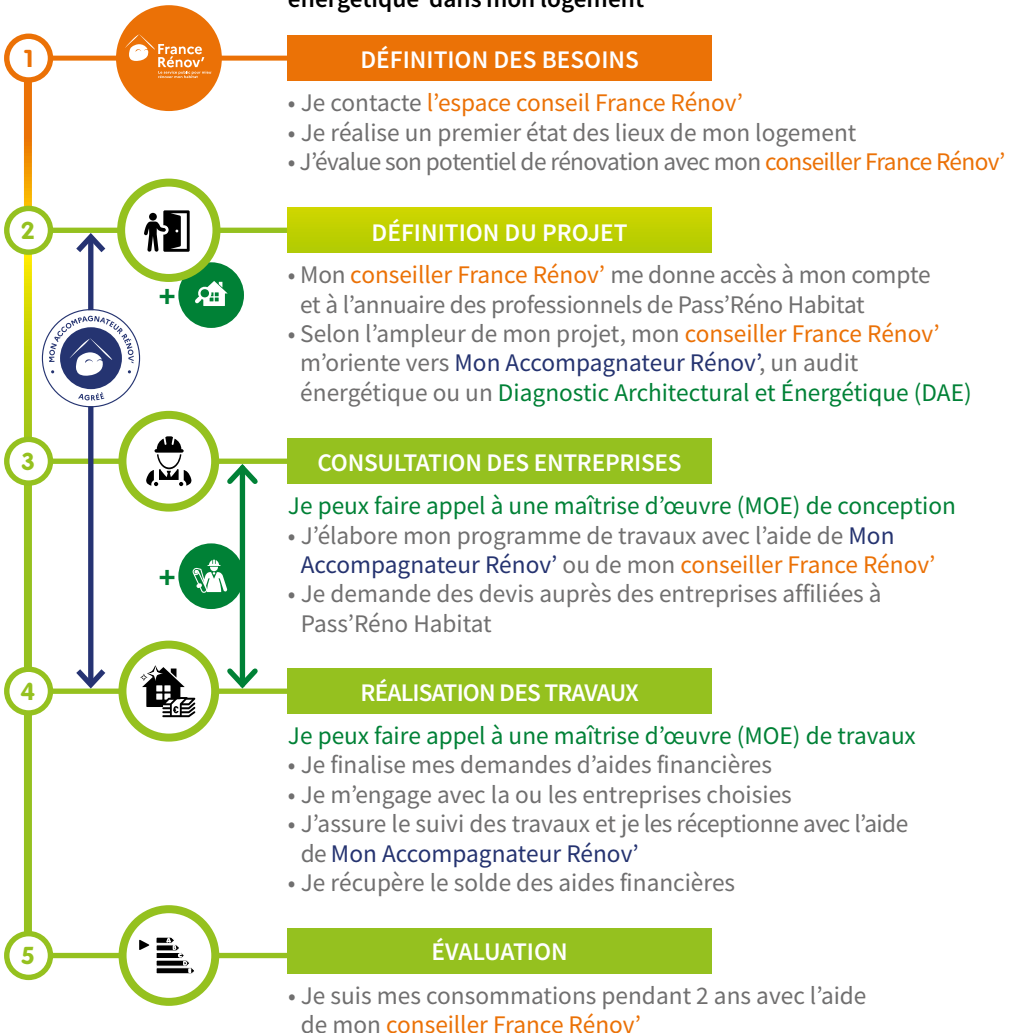 énergétique dans mon logement
1
France
Rénov'
DÉFINITION DES BESOINS
• Je contacte l'espace conseil France Rénov'
• Je réalise un premier état des lieux de mon logement
• J'évalue son potentiel de rénovation avec mon conseiller France Rénov'
2
DÉFINITION DU PROJET
+
• Mon conseiller France Rénov' me donne accès à mon compte
et à l'annuaire des professionnels de Pass'Réno Habitat
• Selon l'ampleur de mon projet, mon conseiller France Rénov'
m'oriente vers Mon Accompagnateur Rénov', un audit
énergétique ou un Diagnostic Architectural et Énergétique (DAE)
• MON ACCOMPAGNATEUR RÉNOV' •
AGRÉÉ
3
CONSULTATION DES ENTREPRISES
Je peux faire appel à une maîtrise d'œuvre (MOE) de conception
• J'élabore mon programme de travaux avec l'aide de Mon
Accompagnateur Rénov' ou de mon conseiller France Rénov'
• Je demande des devis auprès des entreprises affiliées à
Pass'Réno Habitat
+
4
€
RÉALISATION DES TRAVAUX
Je peux faire appel à une maîtrise d'œuvre (MOE) de travaux
• Je finalise mes demandes d'aides financières
• Je m'engage avec la ou les entreprises choisies
• J'assure le suivi des travaux et je les réceptionne avec l'aide
de Mon Accompagnateur Rénov'
• Je récupère le solde des aides financières
5
ÉVALUATION
• Je suis mes consommations pendant 2 ans avec l'aide
de mon conseiller France Rénov'